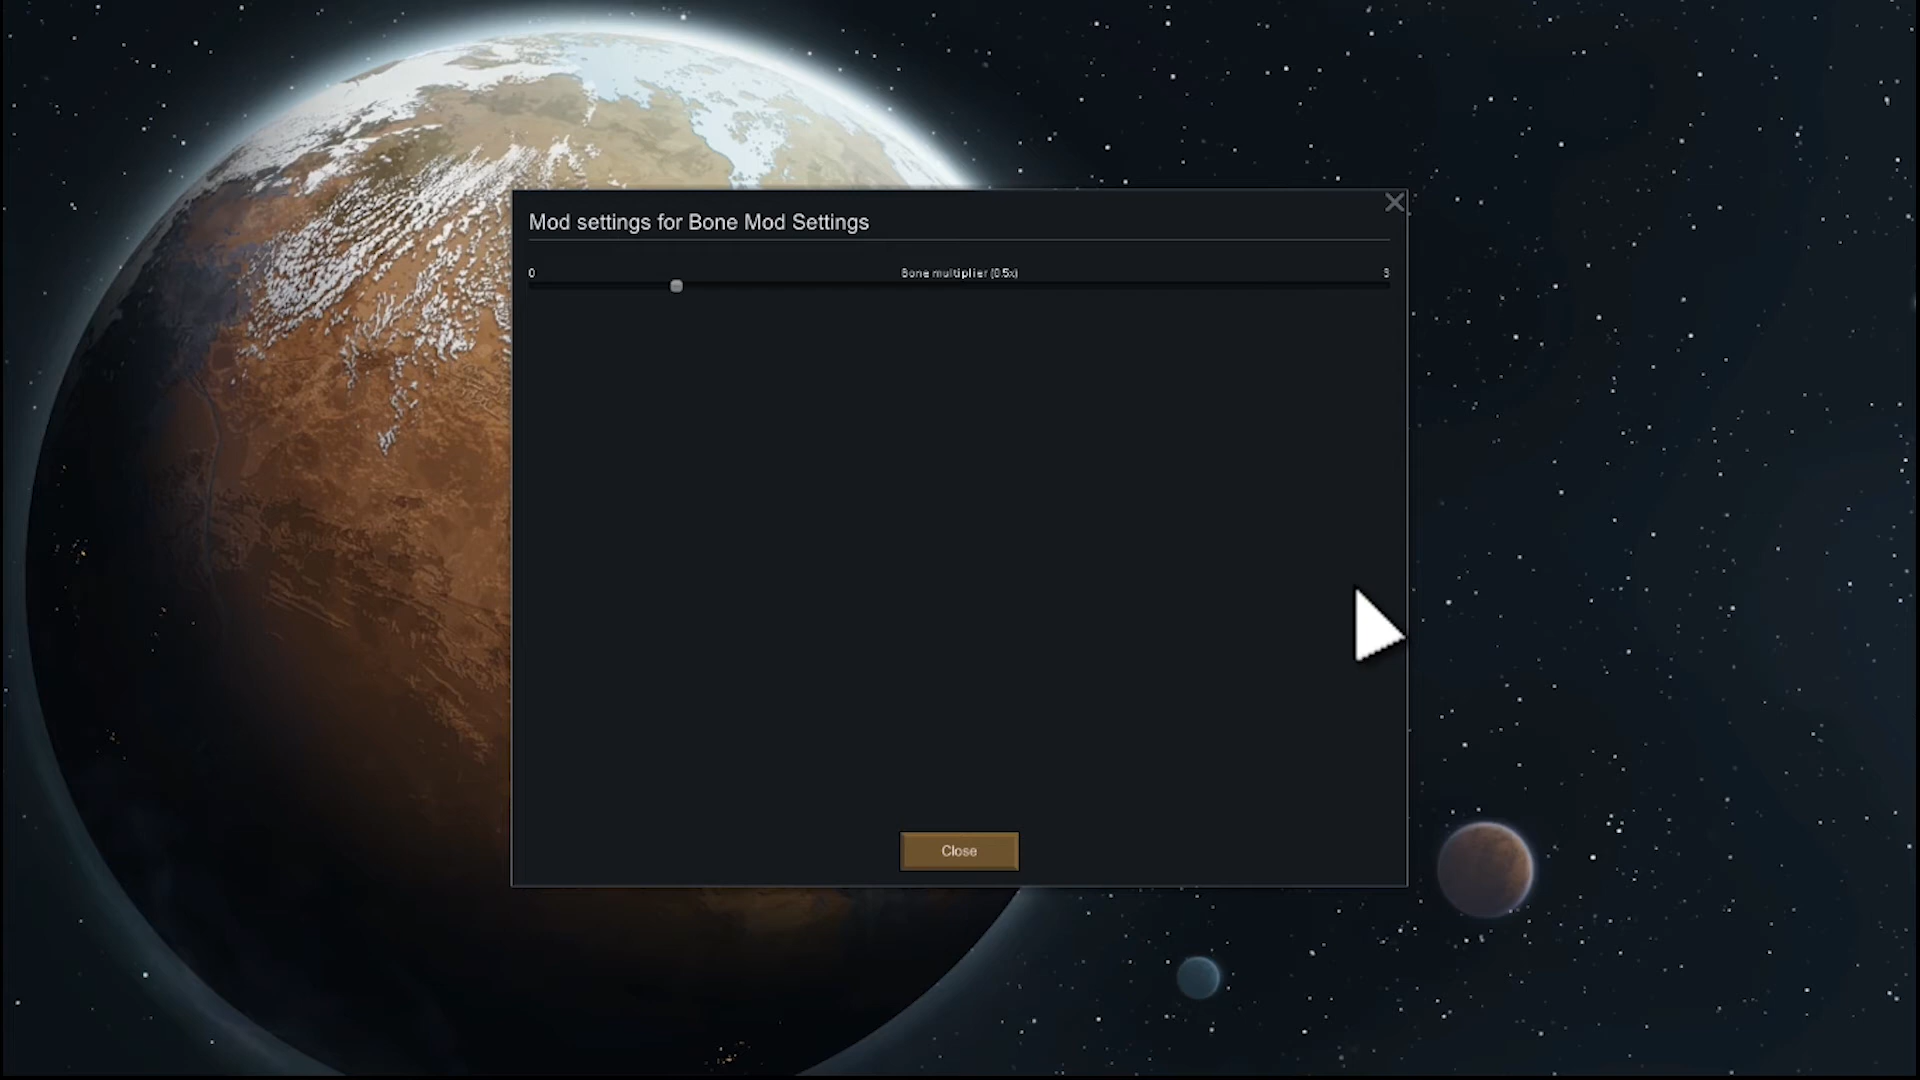 Mod settings for Bone Mod Settings
0 Bone multiplier (0.5x) 3
Close